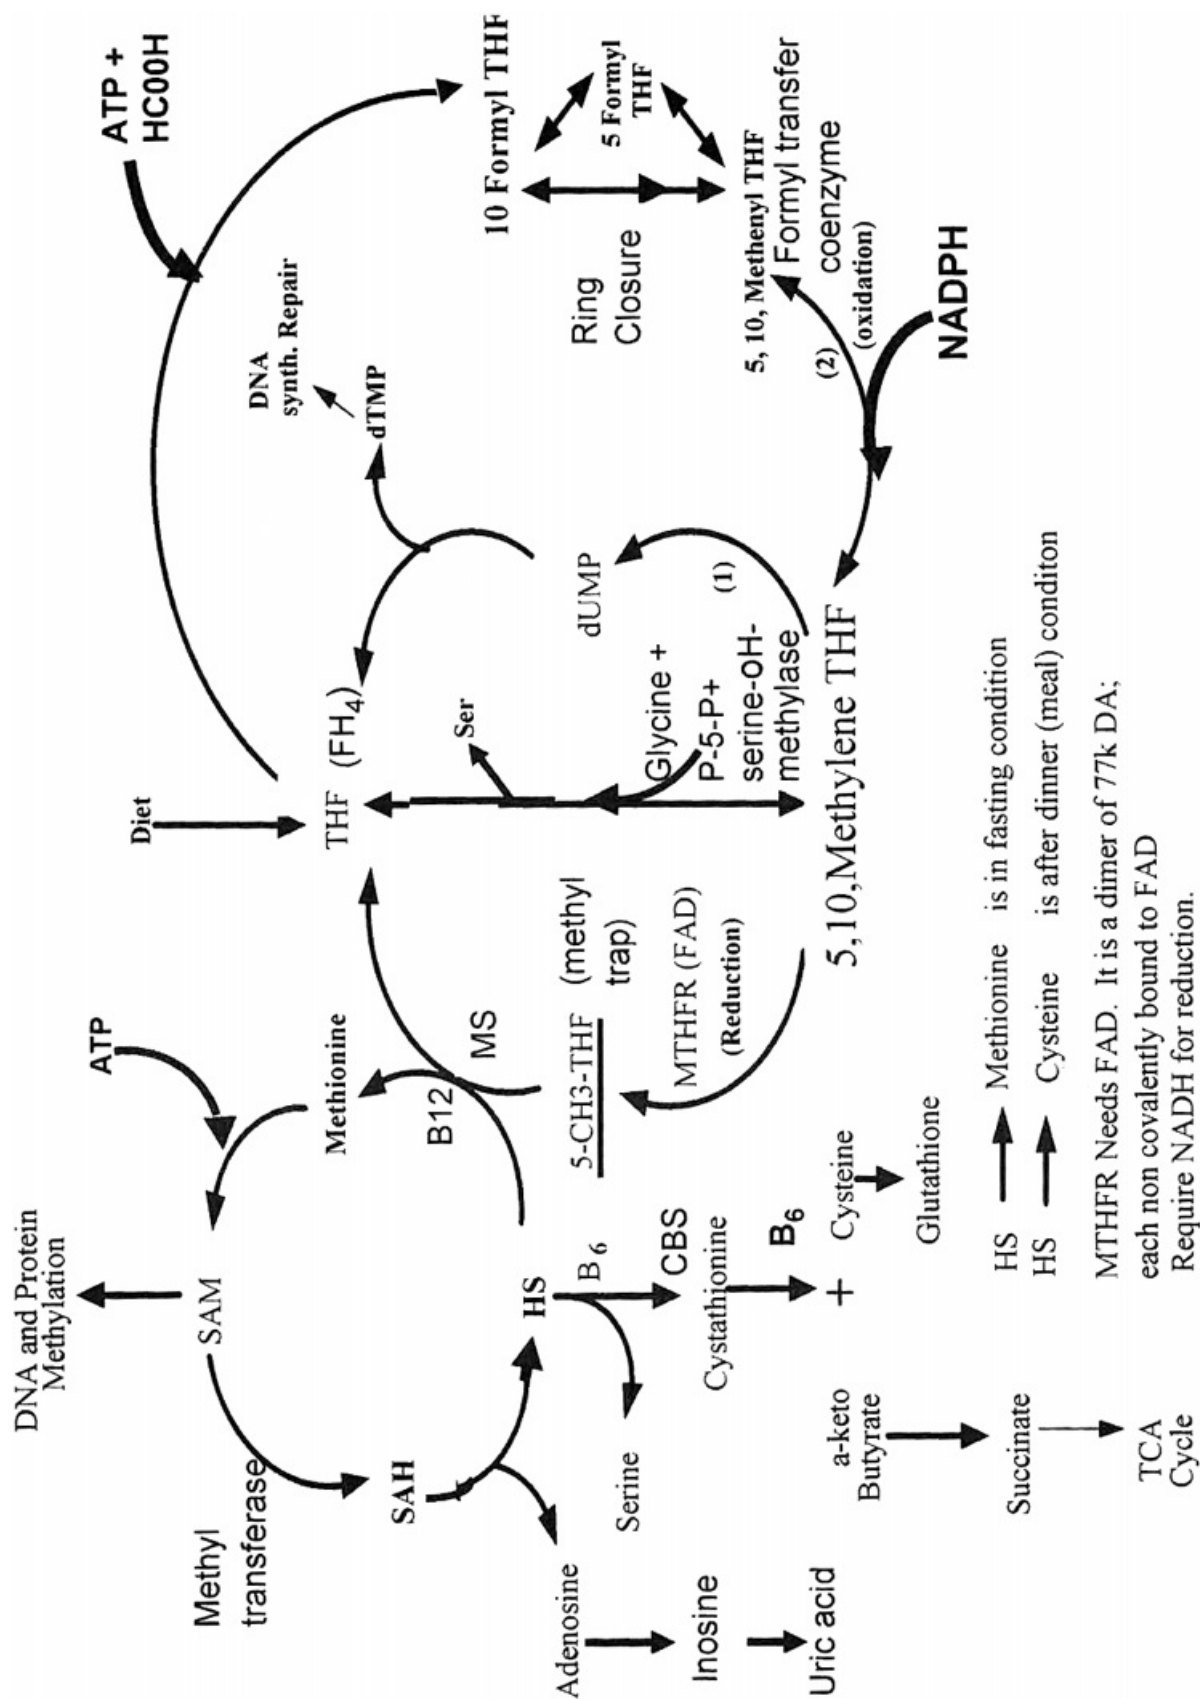 DNA and Protein
Methylation
ATP
Diet
ATP +
HC00H
SAM
Methyl
transferase
Methionine
THF (FH4)
DNA
synth. Repair
dTMP
10 Formyl THF
SAH
B12
MS
Ser
5 Formyl
THF
Ring
Closure
HS
B6
CBS
5-CH3-THF
(methyl
trap)
dUMP
Adenosine
Serine
Cystathionine
MTHFR (FAD)
(Reduction)
Glycine +
P-5-P+
serine-oH-
methylase
(1)
5, 10, Methenyl THF
Formyl transfer
coenzyme
Inosine
B6
(2)
(oxidation)
Uric acid
a-keto
Butyrate
+
Cysteine
5,10,Methylene THF
NADPH
Glutathione
Succinate
TCA
Cycle
HS Methionine is in fasting condition
HS Cysteine is after dinner (meal) conditon
MTHFR Needs FAD. It is a dimer of 77k DA;
each non covalently bound to FAD
Require NADH for reduction.